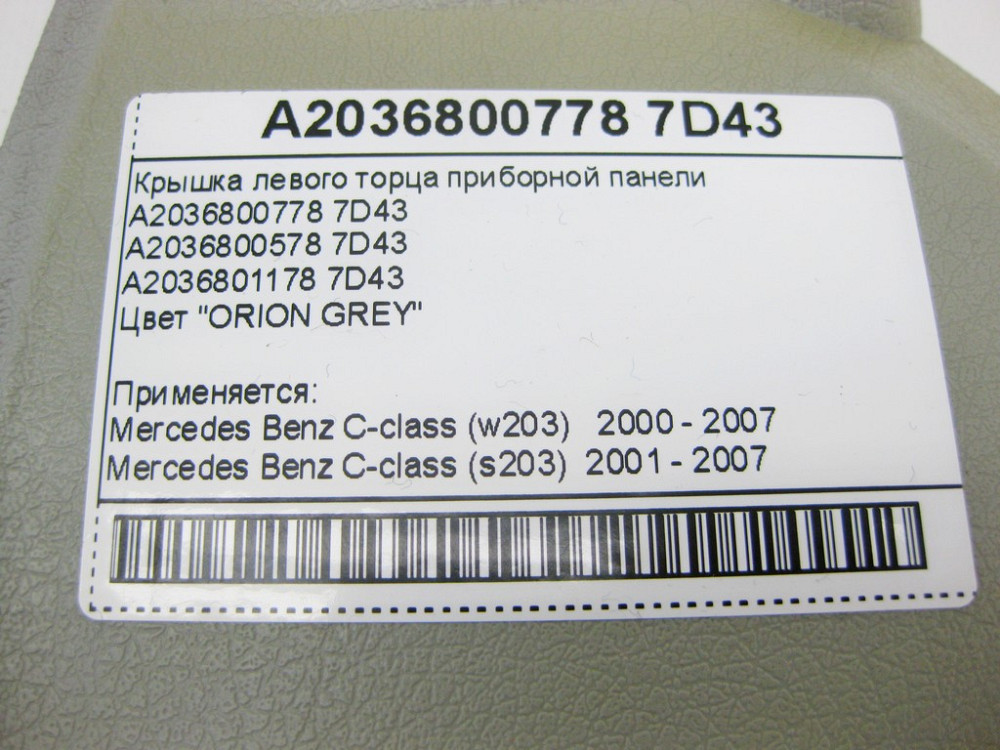 A2036800778 7D43
Крышка левого торца приборной панели
A2036800778 7D43
A2036800578 7D43
A2036801178 7D43
Цвет "ORION GREY"
Применяется:
Mercedes Benz C-class (w203) 2000 - 2007
Mercedes Benz C-class (s203) 2001 - 2007